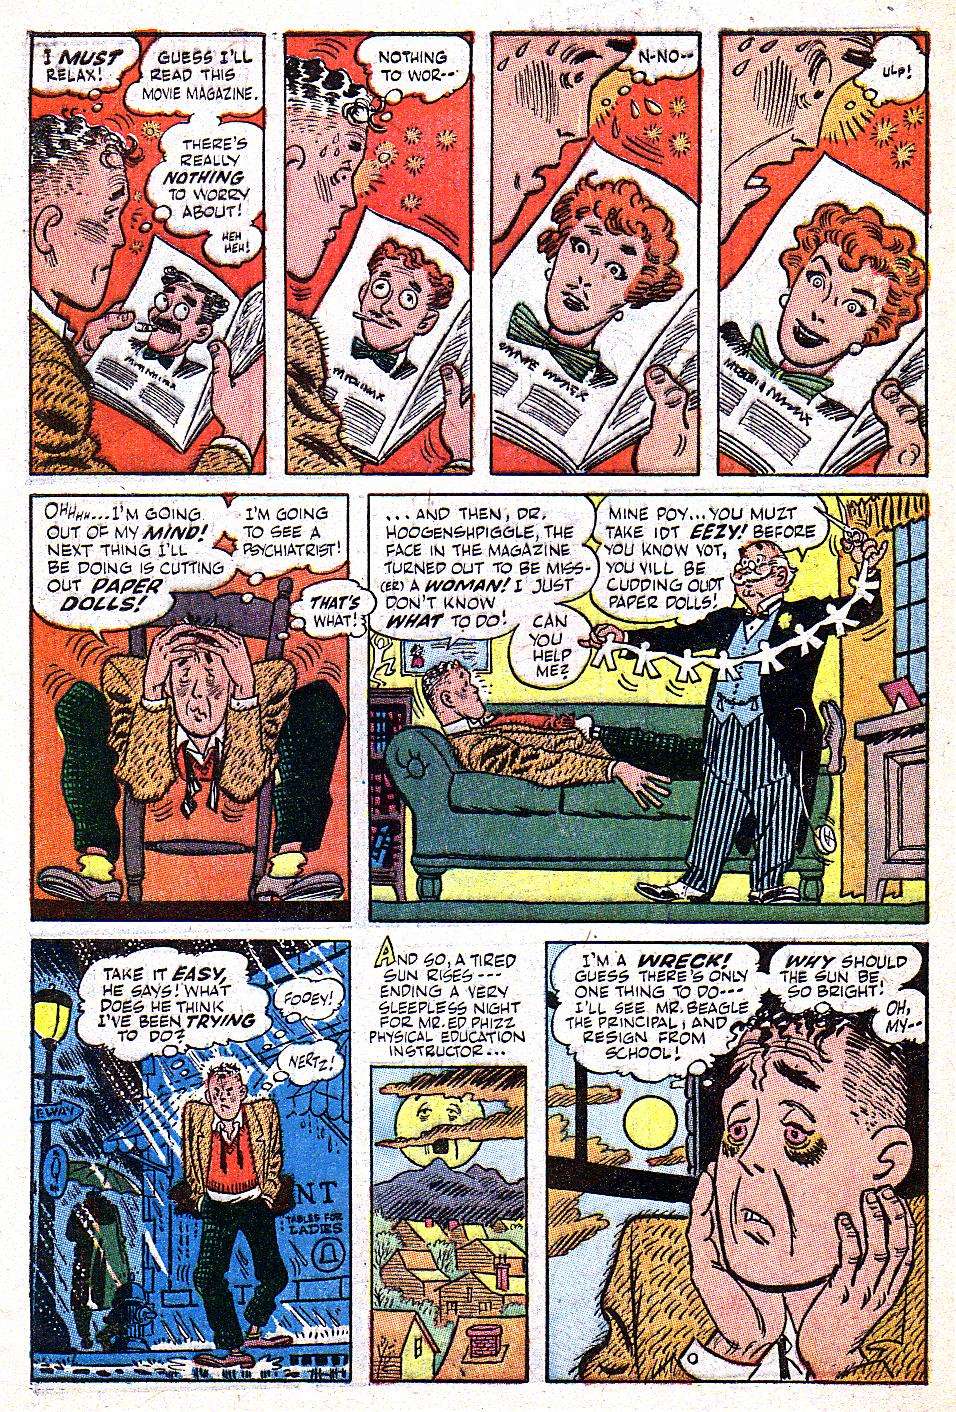 I MUST
RELAX!
GUESS I'LL
READ THIS
MOVIE MAGAZINE.
THERE'S
REALLY
NOTHING
TO WORRY
ABOUT!
HEH
HEH!
NOTHING
TO WOR--
N-NO--
ULP!
OHHHH...I'M GOING
OUT OF MY MIND!
NEXT THING I'LL
BE DOING IS CUTTING
OUT PAPER
DOLLS!
I'M GOING
TO SEE A
PSYCHIATRIST!
THAT'S
WHAT!
...AND THEN, DR.
HOOGENSHPIGGLE, THE
FACE IN THE MAGAZINE
TURNED OUT TO BE MISS--
(ER) A WOMAN! I JUST
DON'T KNOW
WHAT TO DO!
CAN
YOU
HELP
ME?
MINE POY...YOU MUZT
TAKE IDT EEZY! BEFORE
YOU KNOW VOT,
YOU VILL BE
CUDDING OUDT
PAPER DOLLS!
TAKE IT EASY,
HE SAYS! WHAT
DOES HE THINK
I'VE BEEN TRYING
TO DO?
FOOEY!
NERTZ!
EWAY
NT
TABLES FOR
LADIES
AND SO, A TIRED
SUN RISES---
ENDING A VERY
SLEEPLESS NIGHT
FOR MR. ED PHIZZ
PHYSICAL EDUCATION
INSTRUCTOR...
I'M A WRECK!
GUESS THERE'S ONLY
ONE THING TO DO---
I'LL SEE MR. BEAGLE
THE PRINCIPAL, AND
RESIGN FROM
SCHOOL!
WHY SHOULD
THE SUN BE
SO BRIGHT!
OH,
MY--